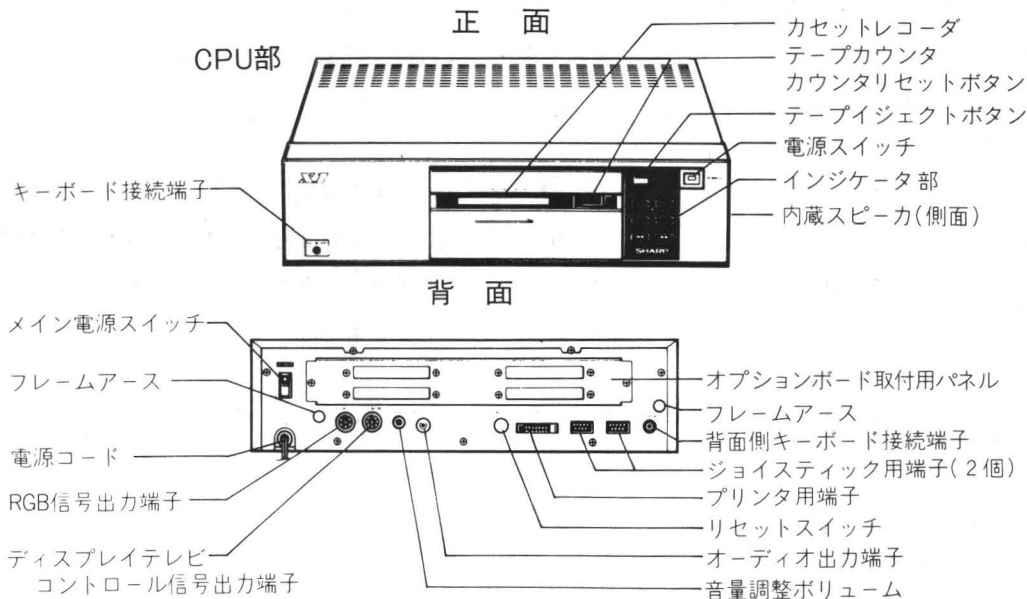 正 面
CPU部
カセットレコーダ
テープカウンタ
カウンタリセットボタン
テープイジェクトボタン
電源スイッチ
インジケータ部
内蔵スピーカ(側面)
キーボード接続端子
SHARP
背 面
メイン電源スイッチ
フレームアース
電源コード
RGB信号出力端子
ディスプレイテレビ
コントロール信号出力端子
オプションボード取付用パネル
フレームアース
背面側キーボード接続端子
ジョイスティック用端子(2個)
プリンタ用端子
リセットスイッチ
オーディオ出力端子
音量調整ボリューム